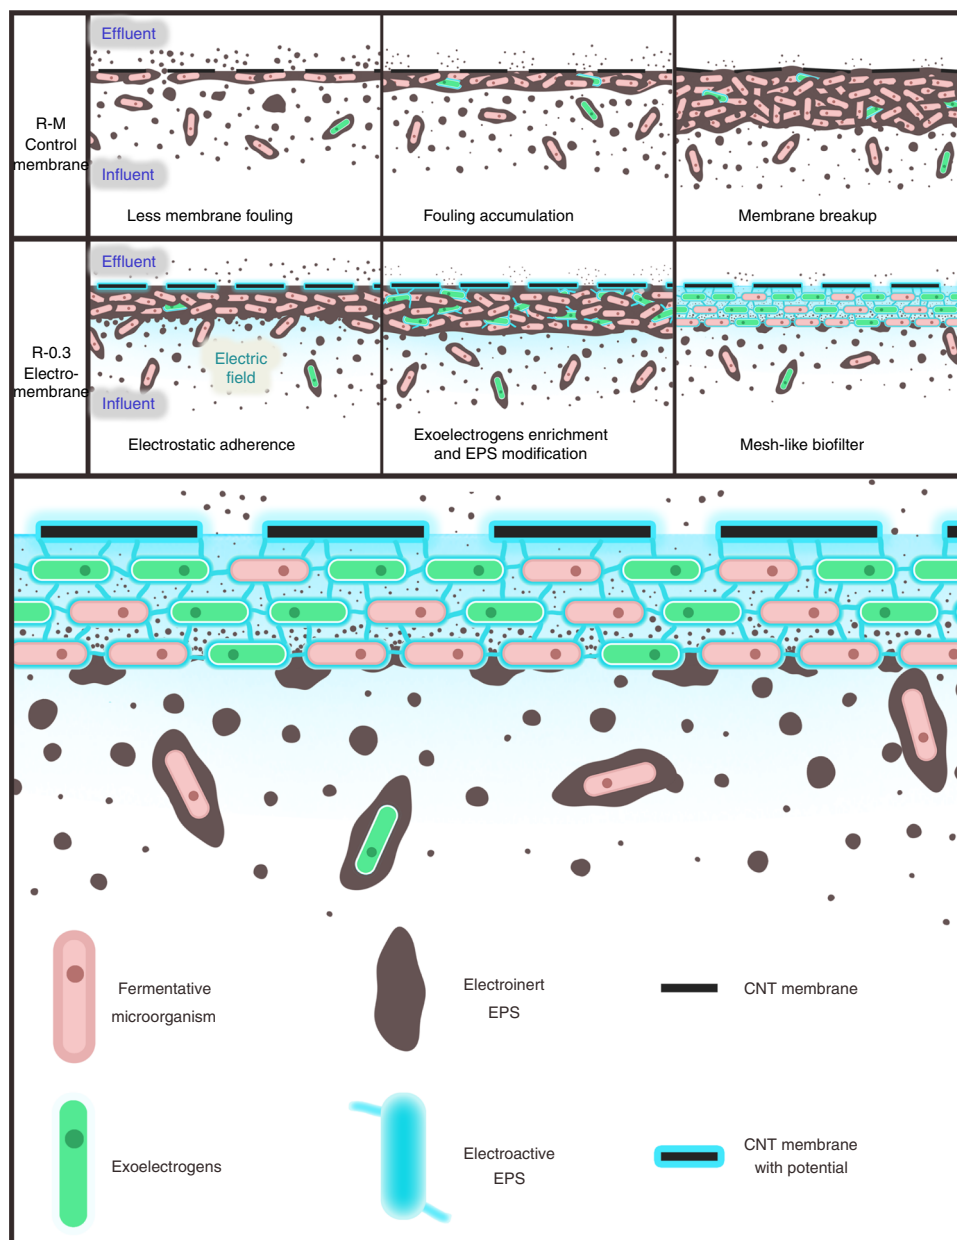 R-M
Control
membrane
Effluent
Influent
Less membrane fouling
Fouling accumulation
Membrane breakup
R-0.3
Electro-
membrane
Effluent
Electric
field
Influent
Electrostatic adherence
Exoelectrogens enrichment
and EPS modification
Mesh-like biofilter
Fermentative
microorganism
Electroinert
EPS
CNT membrane
Exoelectrogens
Electroactive
EPS
CNT membrane
with potential